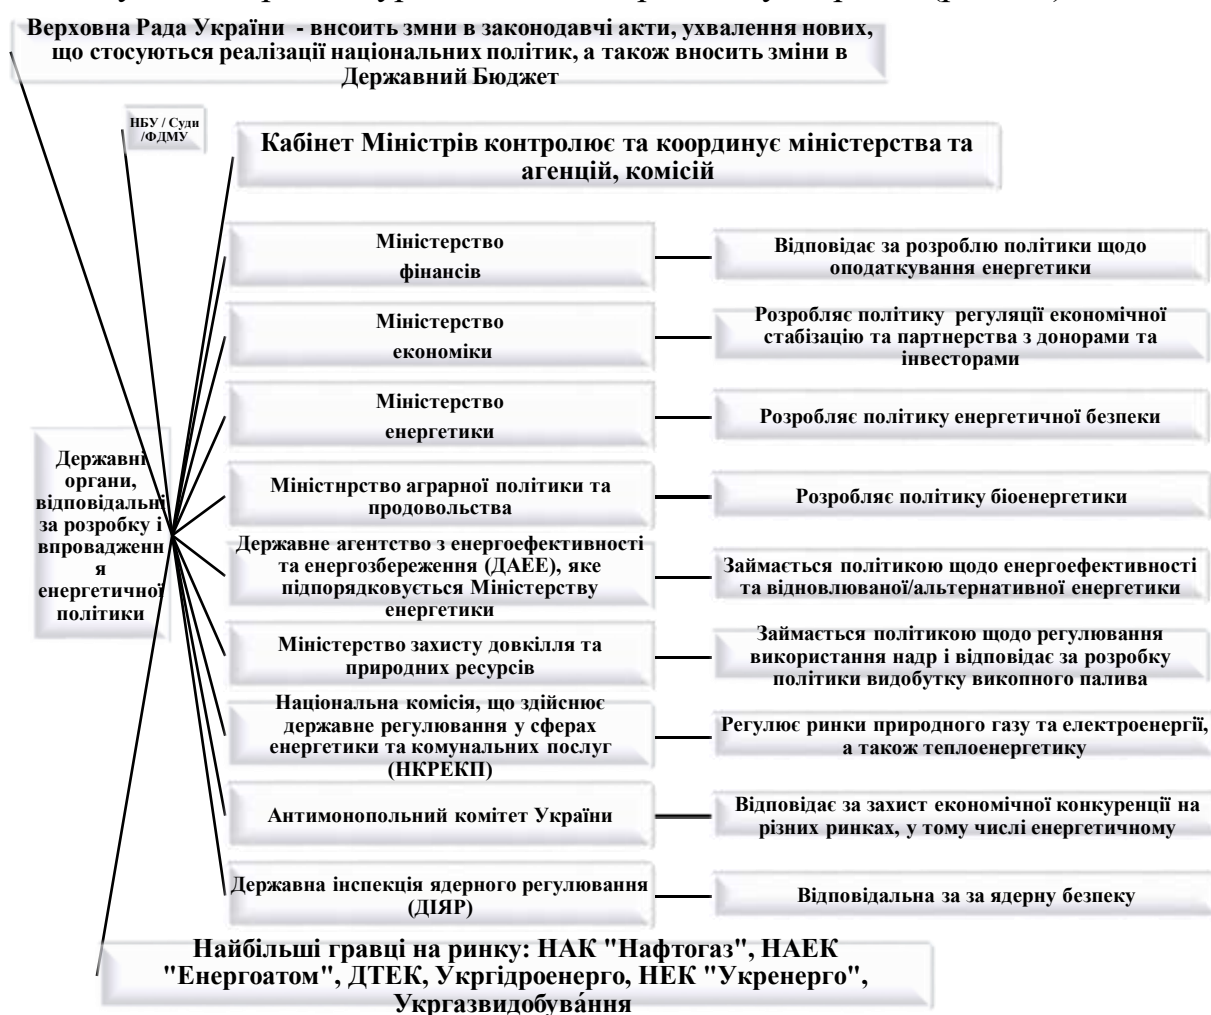 Верховна Рада України - внсоить змни в законодавчі акти, ухвалення нових,
що стосуються реалізації національних політик, а також вносить зміни в
Державний Бюджет
НБУ / Суди
/ФДМУ
Кабінет Міністрів контролює та координує міністерства та
агенцій, комісій
Міністерство
фінансів
Відповідає за розроблю політики щодо
оподаткування енергетики
Міністерство
економіки
Розробляє політику регуляції економічної
стабізацію та партнерства з донорами та
інвесторами
Міністерство
енергетики
Розробляє політику енергетичної безпеки
Державні
органи,
відповідальні
за розробку і
впровадженн
я
енергетичної
політики
Міністнрство аграрної політики та
продовольства
Розробляє політику біоенергетики
Державне агентство з енергоефективності
та енергозбереження (ДАЕЕ), яке
підпорядковується Міністерству
енергетики
Займається політикою щодо енергоефективності
та відновлюваної/альтернативної енергетики
Міністерство захисту довкілля та
природних ресурсів
Займається політикою щодо регулювання
використання надр і відповідає за розробку
політики видобутку викопного палива
Національна комісія, що здійснює
державне регулювання у сферах
енергетики та комунальних послуг
(НКРЕКП)
Регулює ринки природного газу та електроенергії,
а також теплоенергетику
Антимонопольний комітет України
Відповідає за захист економічної конкуренції на
різних ринках, у тому числі енергетичному
Державна інспекція ядерного регулювання
(ДІЯР)
Відповідальна за за ядерну безпеку
Найбільші гравці на ринку: НАК "Нафтогаз", НАЕК
"Енергоатом", ДТЕК, Укргідроенерго, НЕК "Укренерго",
Укргазвидобува́ння